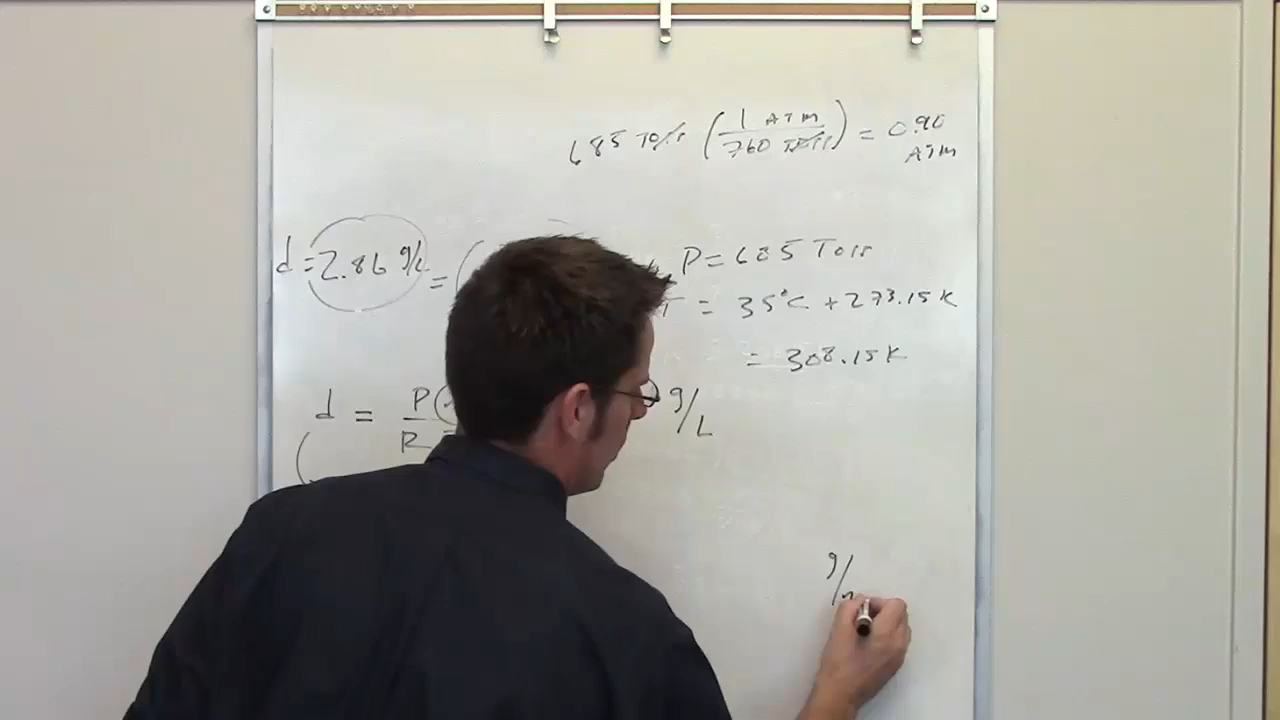 685 Torr (1 ATM / 760 Torr) = 0.90 ATM
d = 2.86 g/L = (
P = 685 Torr
T = 35°C + 273.15 K
= 308.15 K
d = P( / R ) g/L
(
g/